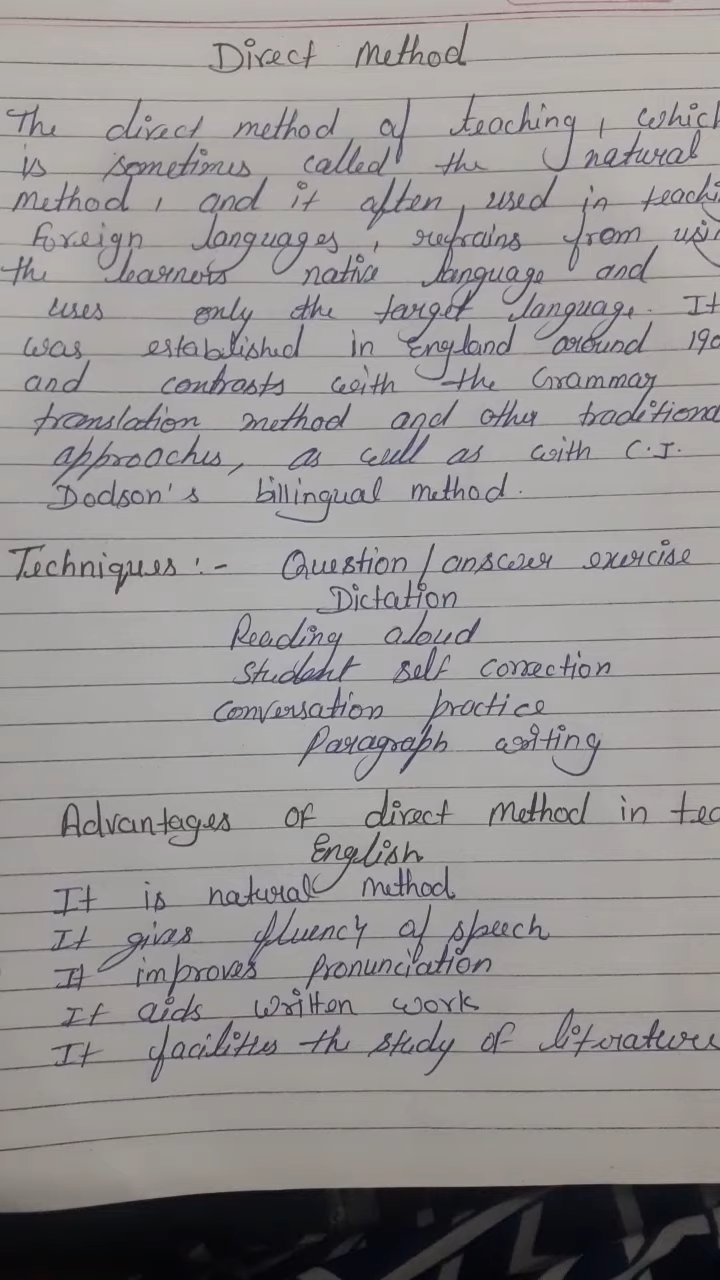 Direct Method
The direct method of teaching, which
is sometimes called the natural
method, and it often used in teachi
foreign languages, refrains from usin
the learners native language and
uses only the target language. It
was established in England around 190
and contrasts with the Grammar
translation method and other traditiona
approaches, as well as with C.J.
Dodson's billingual method.
Techniques :- Question / answer exercise
Dictation
Reading aloud
Student self correction
Conversation practice
Paragraph writing
Advantages of direct method in tea
English
It is natural method
It gives fluency of speech
It improves pronunciation
It aids written work
It facilities the study of literature